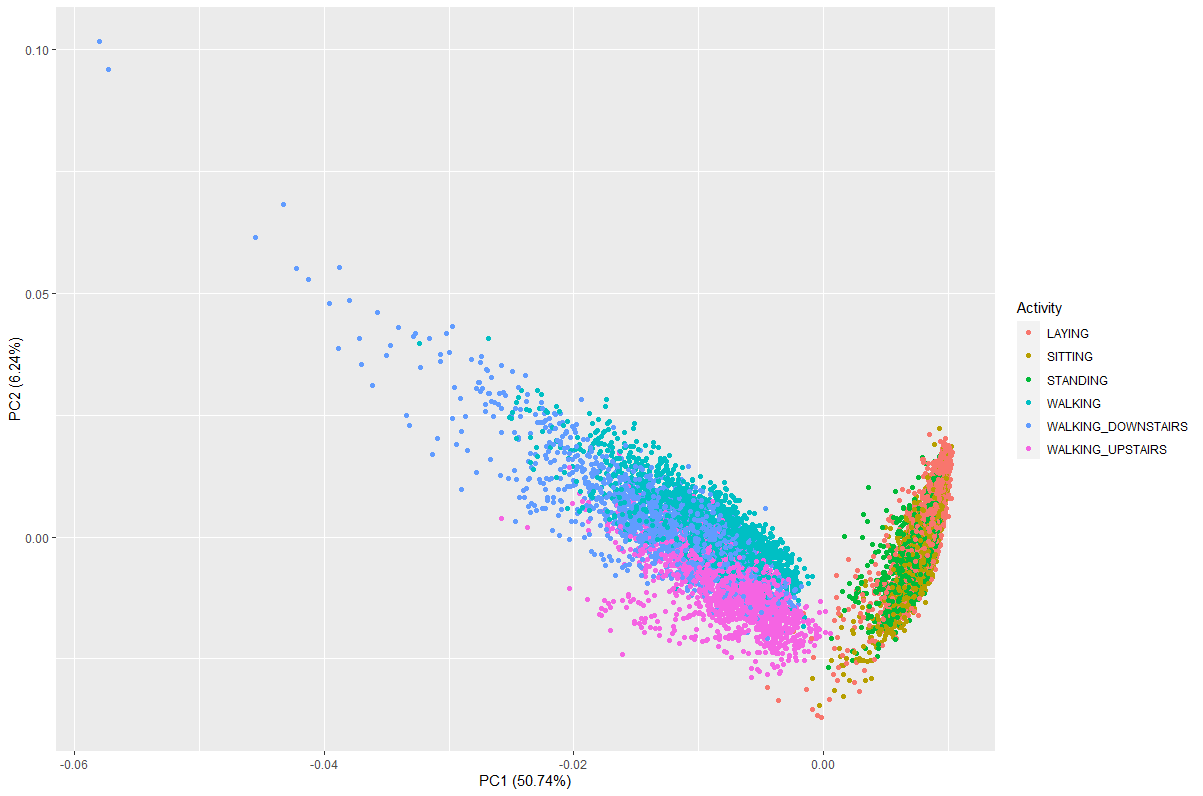 0.10
0.05
0.00
PC2 (6.24%)
-0.06
-0.04
-0.02
0.00
PC1 (50.74%)
Activity
LAYING
SITTING
STANDING
WALKING
WALKING_DOWNSTAIRS
WALKING_UPSTAIRS